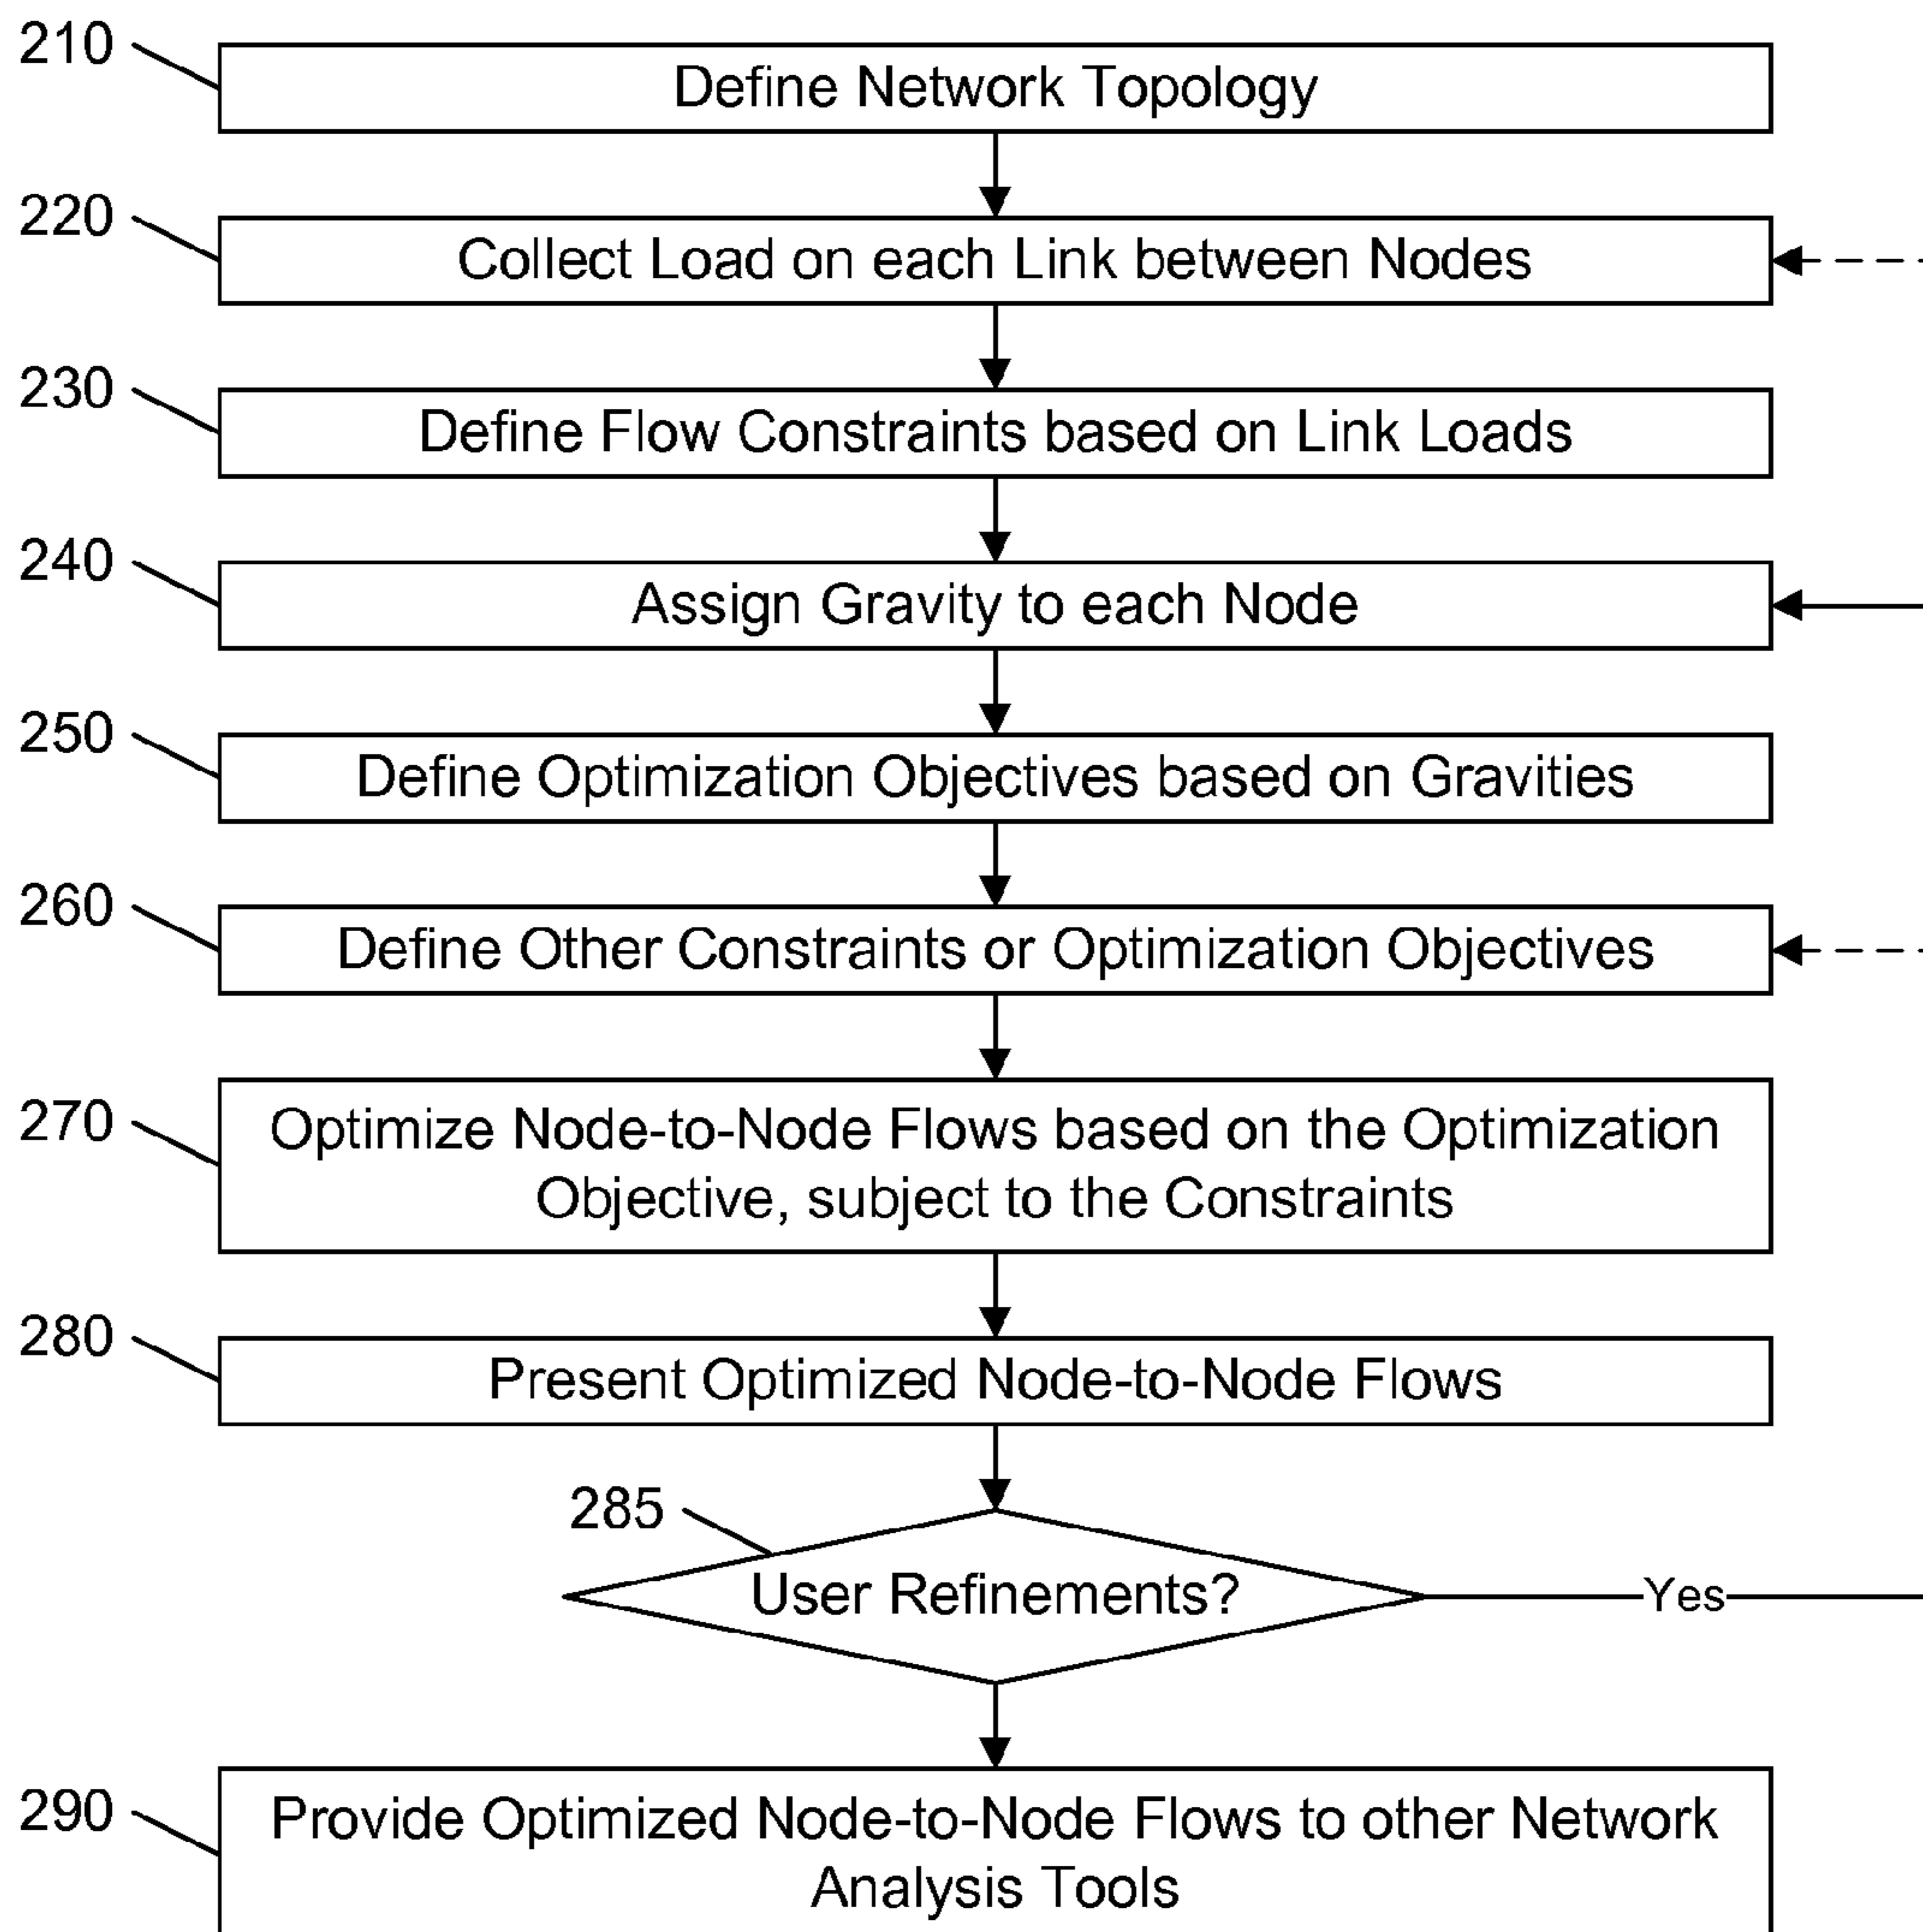 210
Define Network Topology
220
Collect Load on each Link between Nodes
230
Define Flow Constraints based on Link Loads
240
Assign Gravity to each Node
250
Define Optimization Objectives based on Gravities
260
Define Other Constraints or Optimization Objectives
270
Optimize Node-to-Node Flows based on the Optimization
Objective, subject to the Constraints
280
Present Optimized Node-to-Node Flows
285
User Refinements?
Yes
290
Provide Optimized Node-to-Node Flows to other Network
Analysis Tools